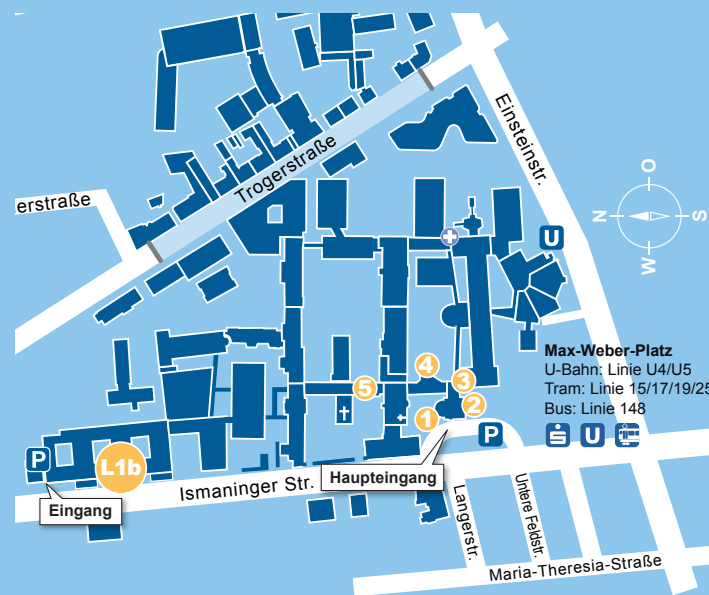 Einsteinstr.
Trogerstraße
erstraße
O
N
S
W
U
Max-Weber-Platz
U-Bahn: Linie U4/U5
Tram: Linie 15/17/19/25
Bus: Linie 148
S U
4
5
3
1
2
P
P
L1b
Haupteingang
Eingang
Ismaninger Str.
Langerstr.
Untere Feldstr.
Maria-Theresia-Straße